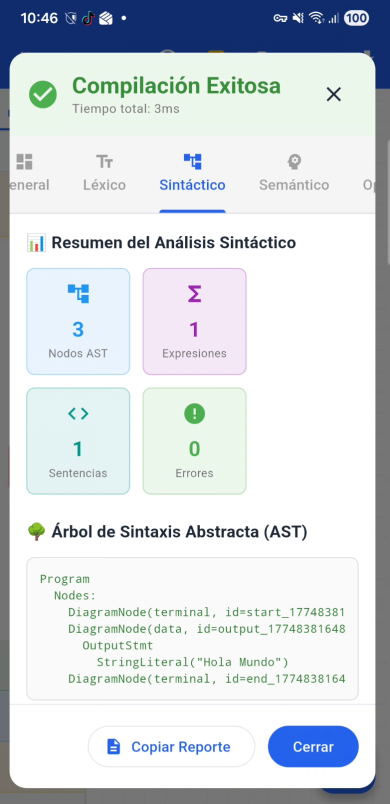 10:46
100
Compilación Exitosa
Tiempo total: 3ms
eneral
Léxico
Sintáctico
Semántico
Op
Resumen del Análisis Sintáctico
3
Nodos AST
1
Expresiones
1
Sentencias
0
Errores
Árbol de Sintaxis Abstracta (AST)
Program
Nodes:
DiagramNode(terminal, id=start_17748381
DiagramNode(data, id=output_17748381648
OutputStmt
StringLiteral("Hola Mundo")
DiagramNode(terminal, id=end_1774838164
Copiar Reporte
Cerrar